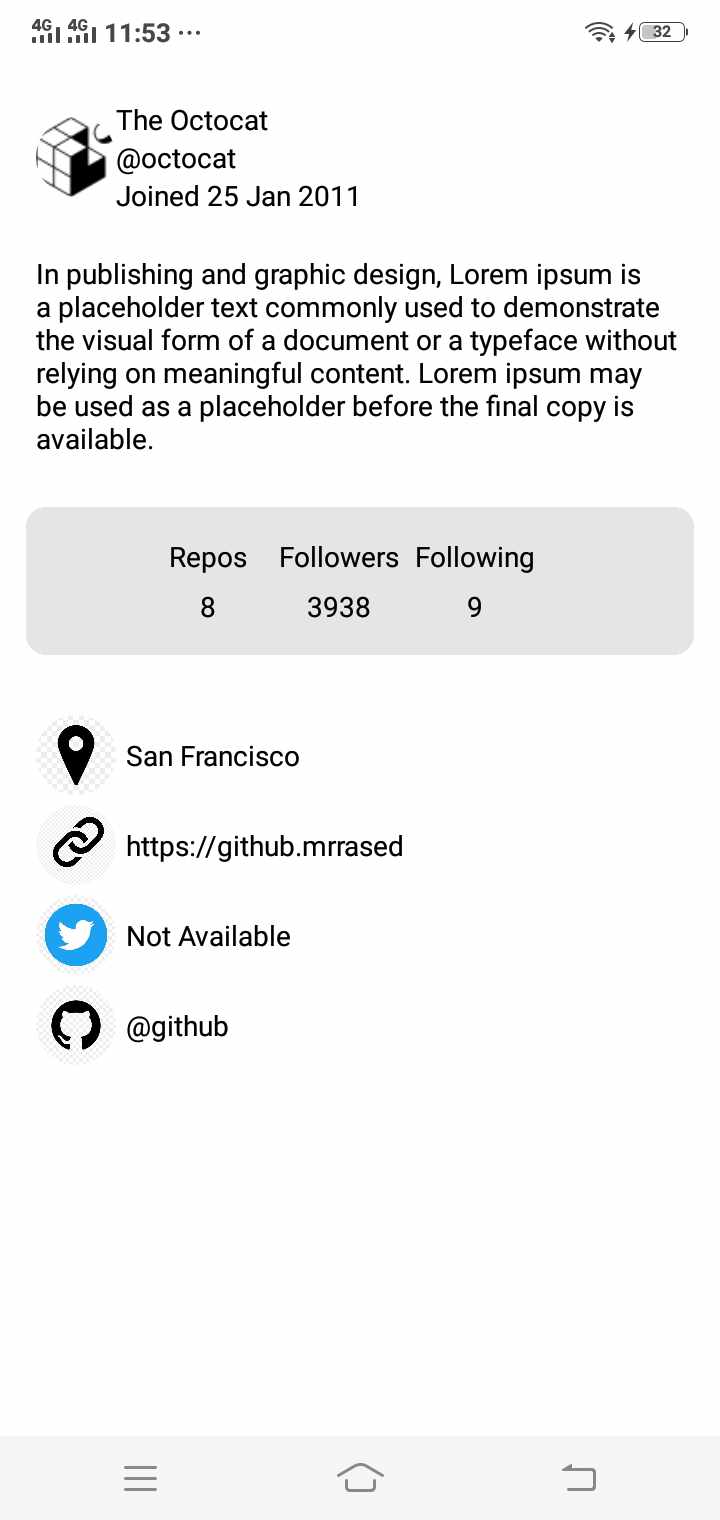 4G 4G 11:53 ... 32
The Octocat
@octocat
Joined 25 Jan 2011
In publishing and graphic design, Lorem ipsum is
a placeholder text commonly used to demonstrate
the visual form of a document or a typeface without
relying on meaningful content. Lorem ipsum may
be used as a placeholder before the final copy is
available.
Repos Followers Following
8 3938 9
San Francisco
https://github.mrrased
Not Available
@github